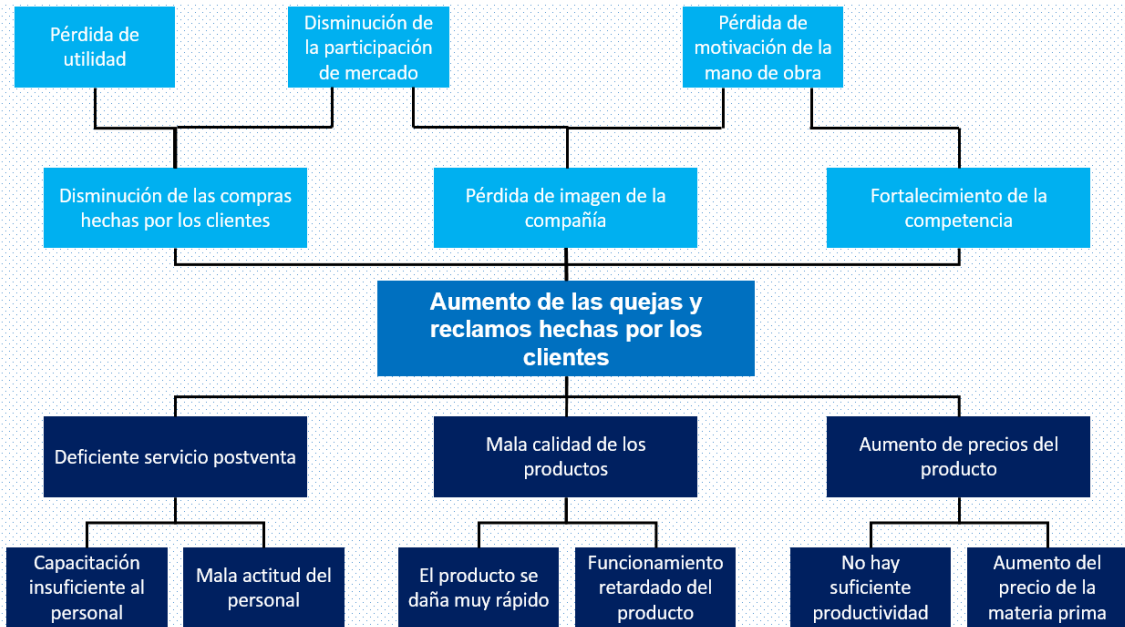 Pérdida de
utilidad
Disminución de
la participación
de mercado
Pérdida de
motivación de la
mano de obra
Disminución de las compras
hechas por los clientes
Pérdida de imagen de la
compañía
Fortalecimiento de la
competencia
Aumento de las quejas y
reclamos hechas por los
clientes
Deficiente servicio postventa
Mala calidad de los
productos
Aumento de precios del
producto
Capacitación
insuficiente al
personal
Mala actitud del
personal
El producto se
daña muy rápido
Funcionamiento
retardado del
producto
No hay
suficiente
productividad
Aumento del
precio de la
materia prima